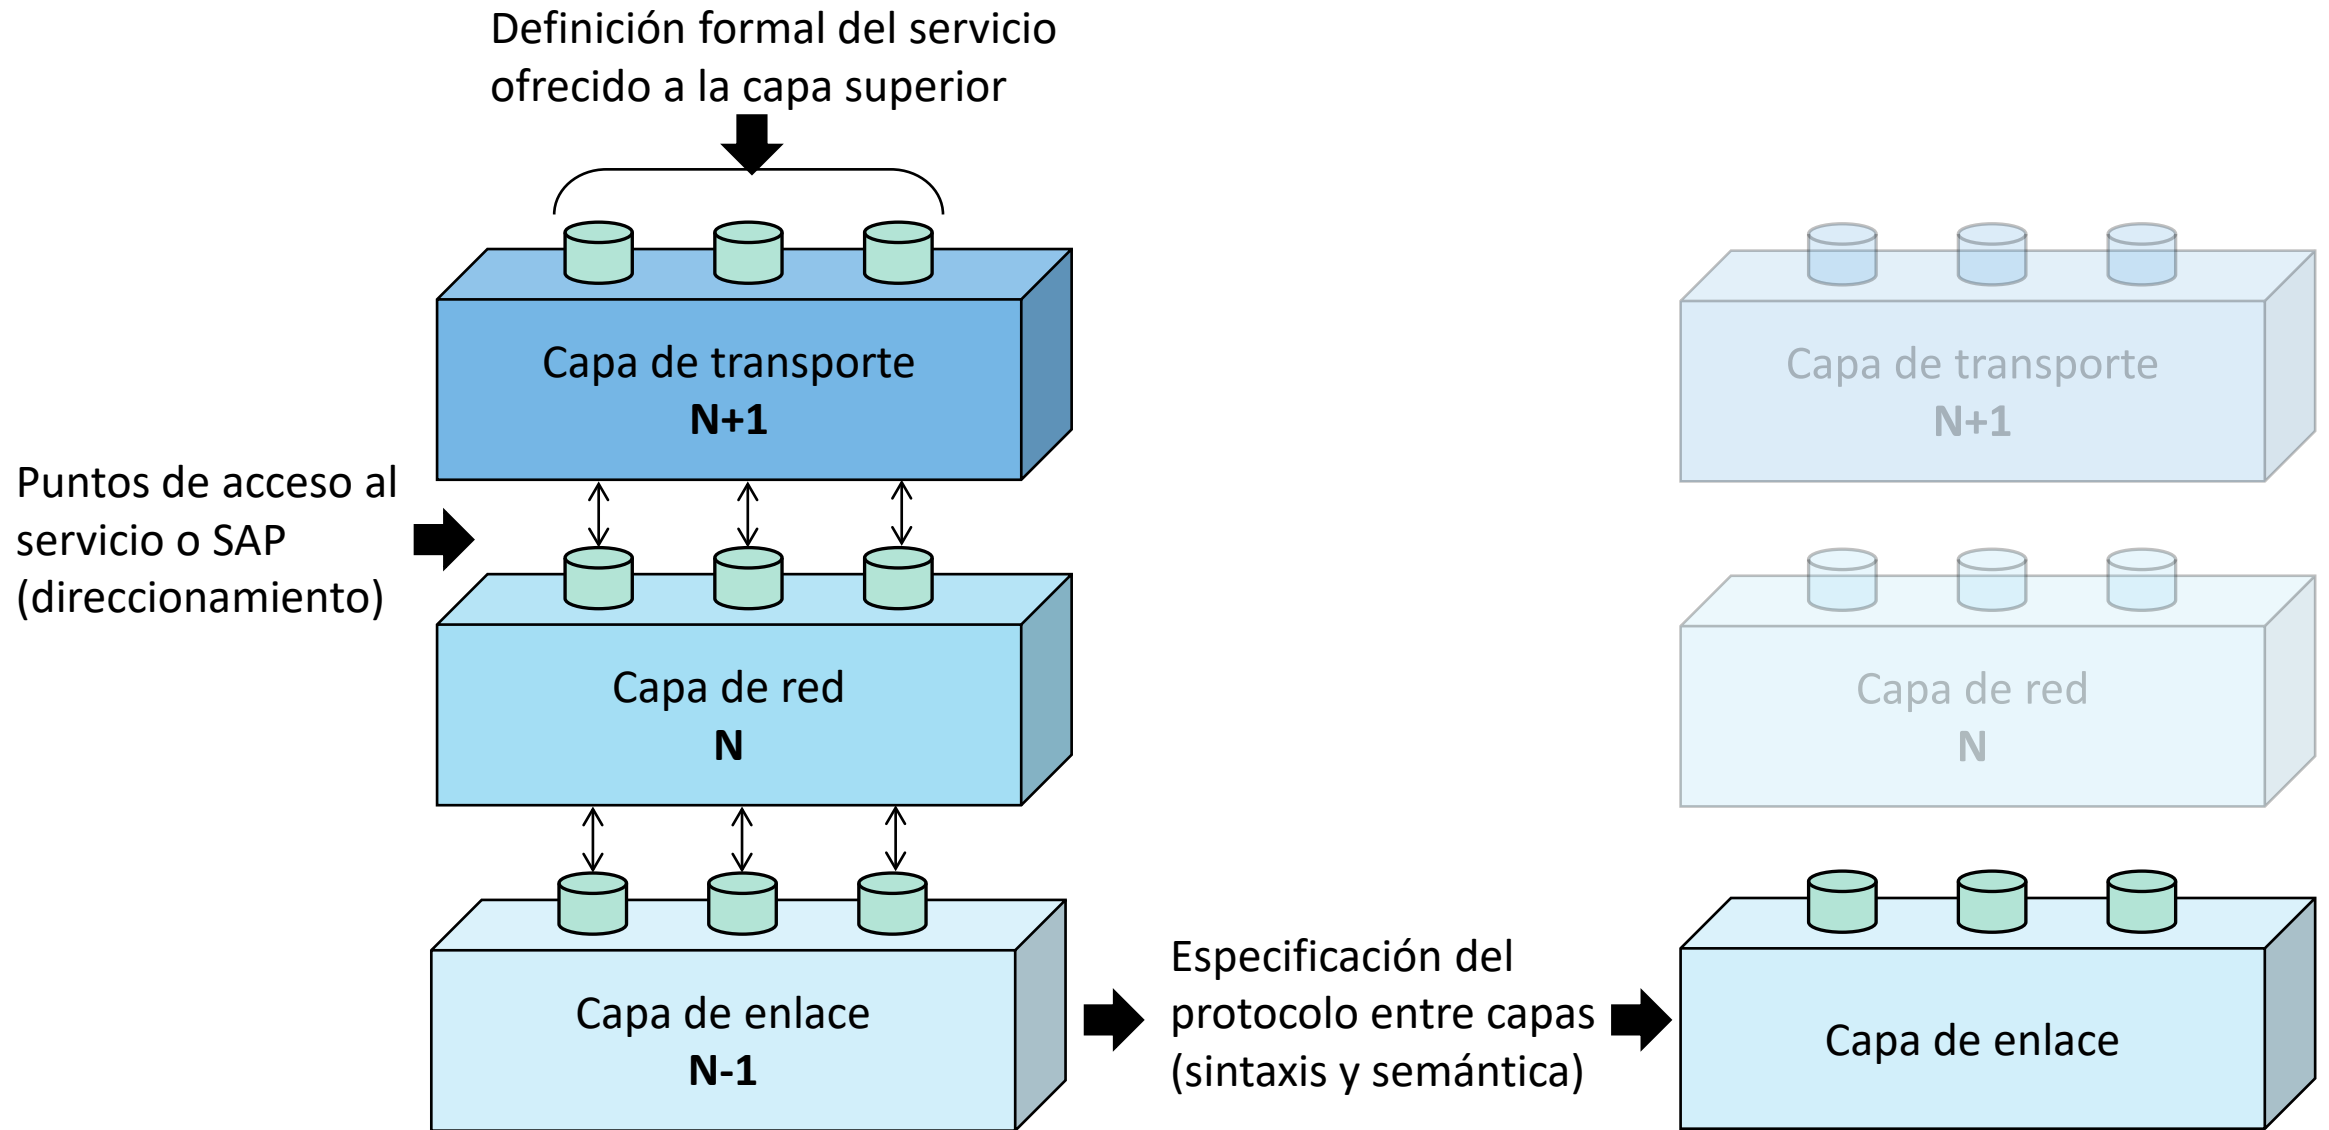 Definición formal del servicio
ofrecido a la capa superior
Capa de transporte
N+1
Puntos de acceso al
servicio o SAP
(direccionamiento)
Capa de red
N
Capa de enlace
N-1
Especificación del
protocolo entre capas
(sintaxis y semántica)
Capa de transporte
N+1
Capa de red
N
Capa de enlace